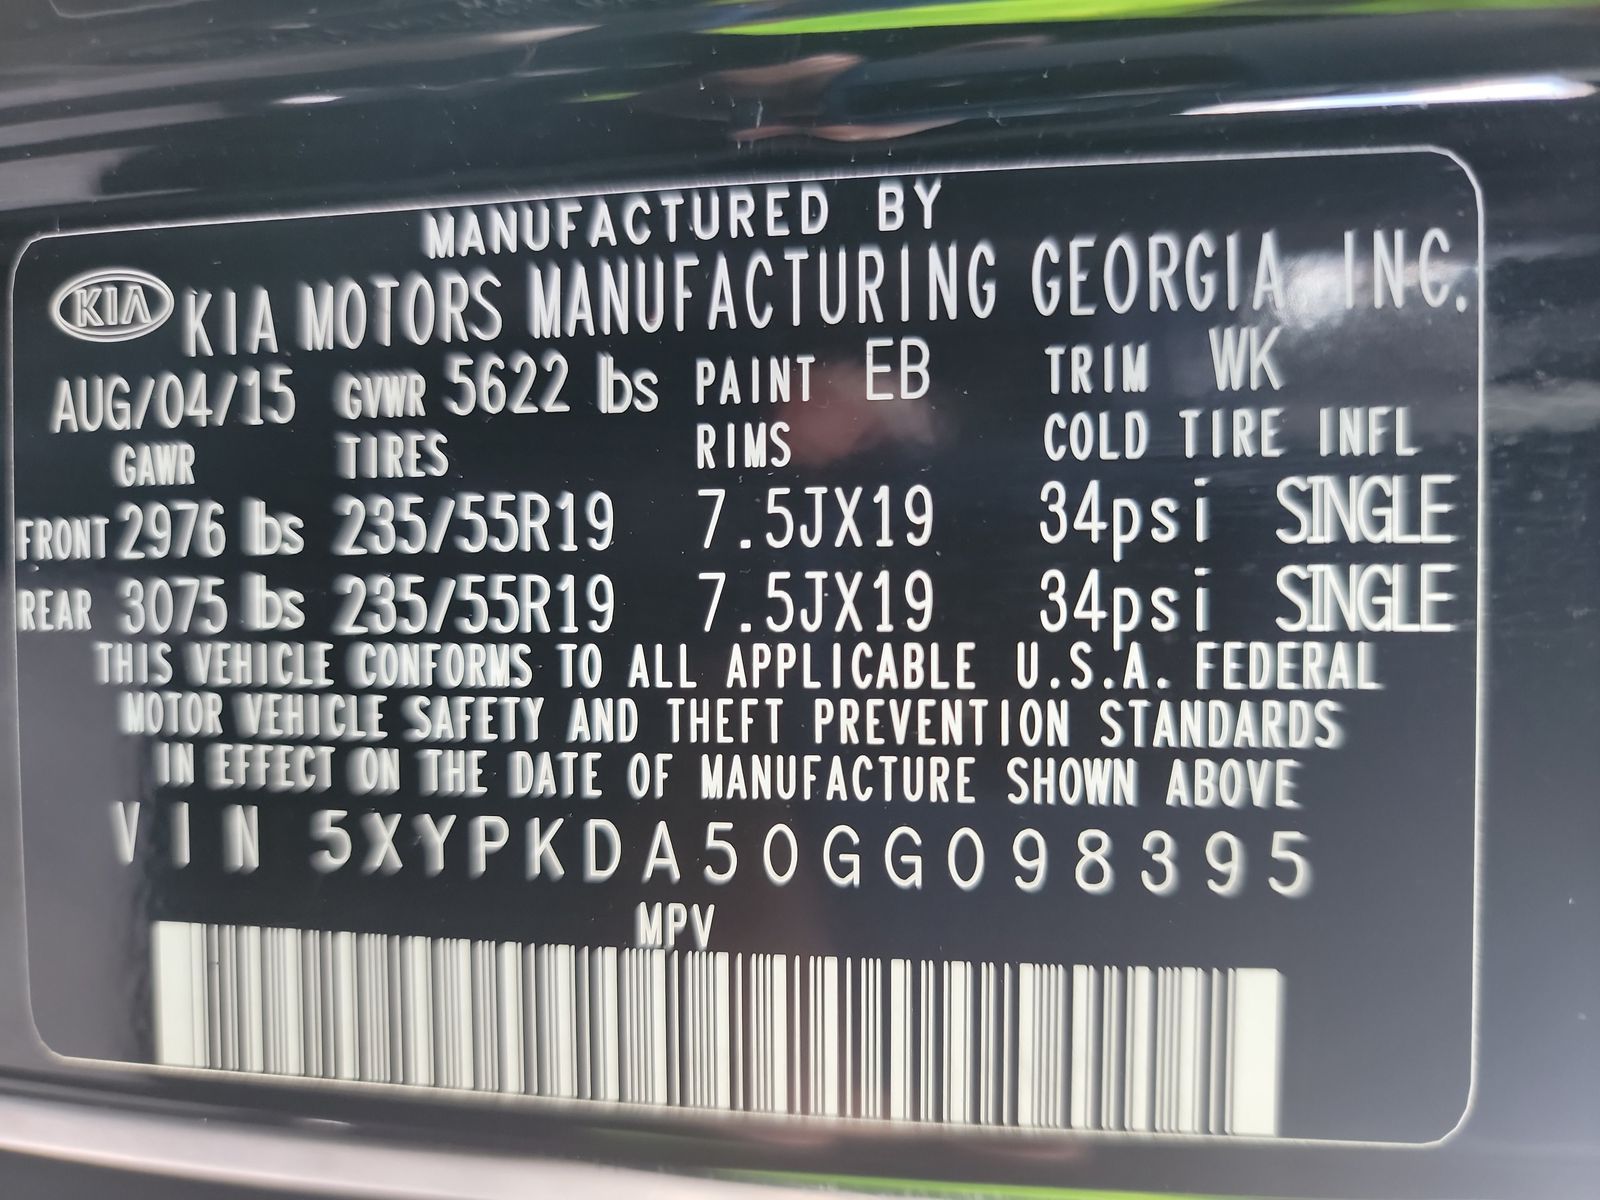 MANUFACTURED BY
KIA KIA MOTORS MANUFACTURING GEORGIA, INC.
AUG/04/15 GVWR 5622 lbs PAINT EB TRIM WK
GAWR TIRES RIMS COLD TIRE INFL
FRONT 2976 lbs 235/55R19 7.5JX19 34psi SINGLE
REAR 3075 lbs 235/55R19 7.5JX19 34psi SINGLE
THIS VEHICLE CONFORMS TO ALL APPLICABLE U.S.A. FEDERAL
MOTOR VEHICLE SAFETY AND THEFT PREVENTION STANDARDS
IN EFFECT ON THE DATE OF MANUFACTURE SHOWN ABOVE
VIN 5XYPKDA50GG098395
MPV